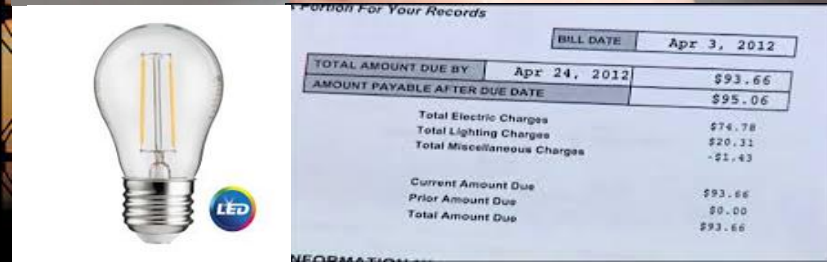 LED
Portion For Your Records
BILL DATE Apr 3, 2012
TOTAL AMOUNT DUE BY Apr 24, 2012 $93.66
AMOUNT PAYABLE AFTER DUE DATE $95.06
Total Electric Charges $74.78
Total Lighting Charges $20.31
Total Miscellaneous Charges -$1.43
Current Amount Due $93.66
Prior Amount Due $0.00
Total Amount Due $93.66